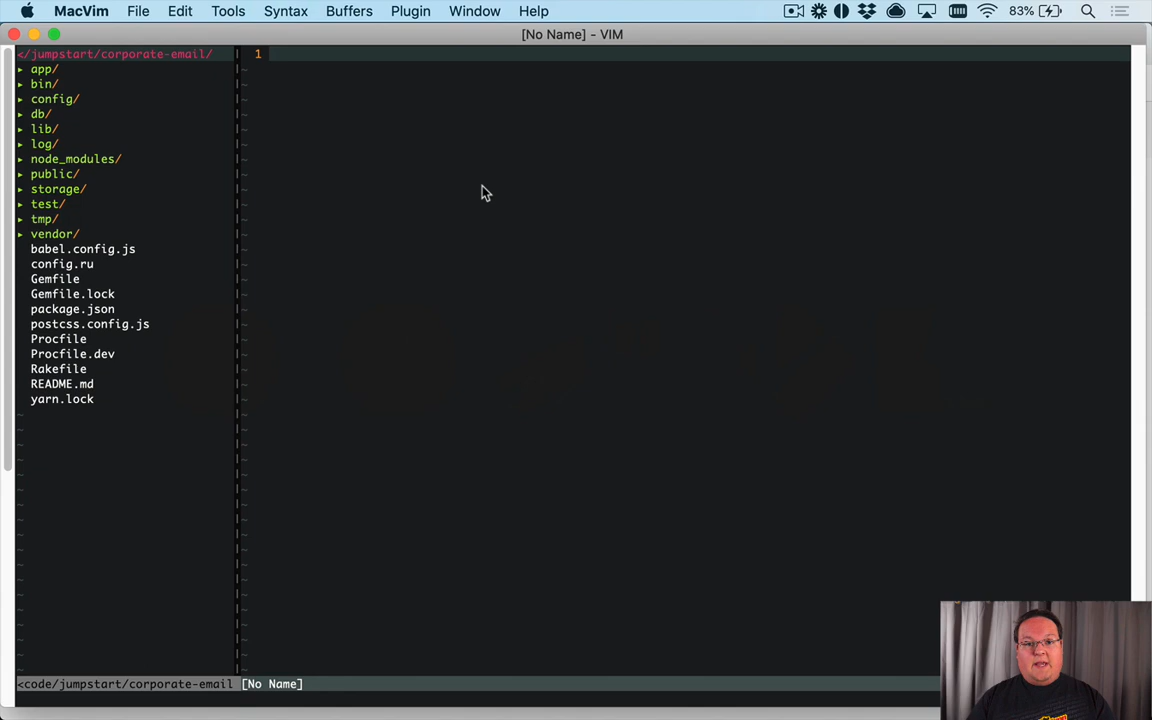 MacVim File Edit Tools Syntax Buffers Plugin Window Help 83%
[No Name] - VIM
</jumpstart/corporate-email/
▸ app/
▸ bin/
▸ config/
▸ db/
▸ lib/
▸ log/
▸ node_modules/
▸ public/
▸ storage/
▸ test/
▸ tmp/
▸ vendor/
babel.config.js
config.ru
Gemfile
Gemfile.lock
package.json
postcss.config.js
Procfile
Procfile.dev
Rakefile
README.md
yarn.lock
1
<code/jumpstart/corporate-email [No Name]